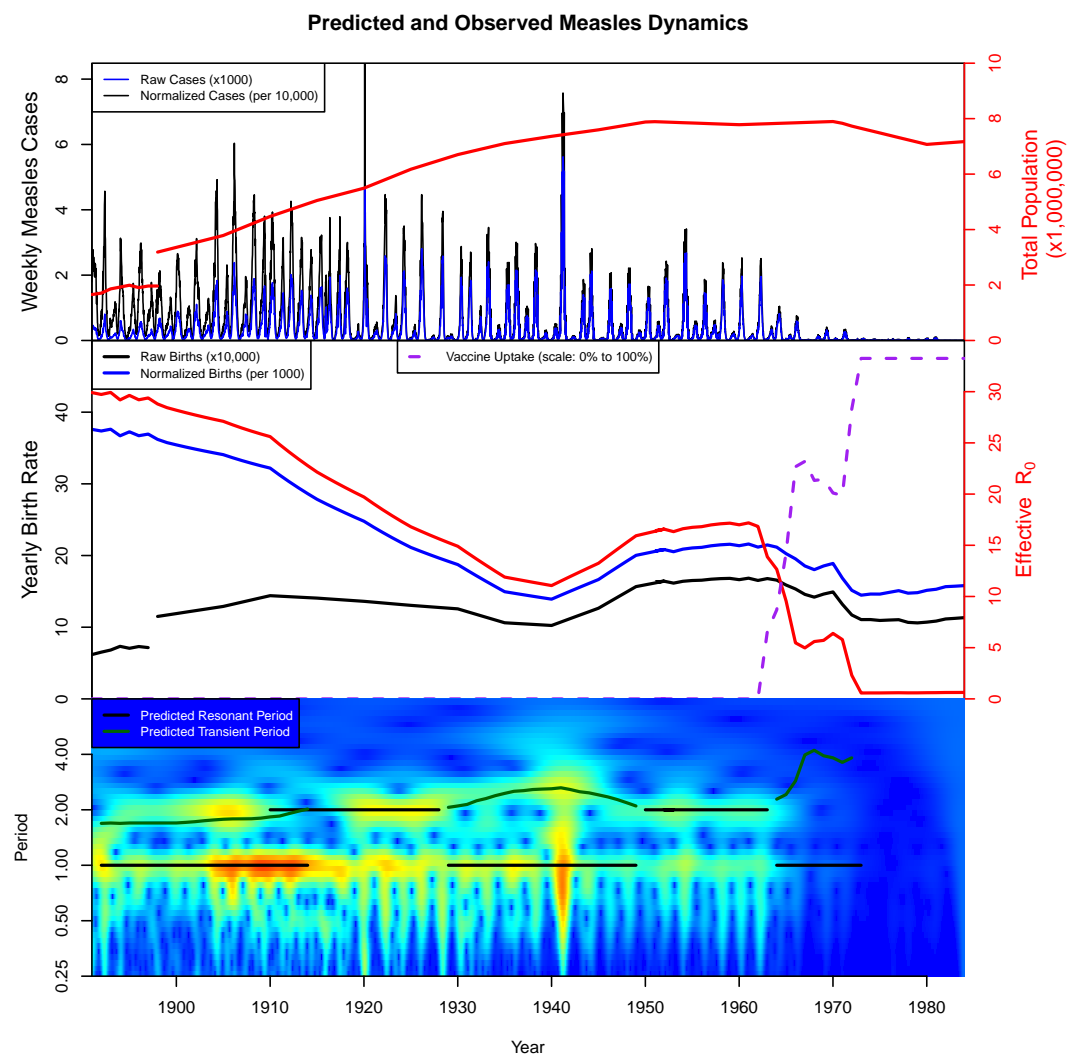 Predicted and Observed Measles Dynamics
Raw Cases (x1000)
Normalized Cases (per 10,000)
Weekly Measles Cases
0
2
4
6
8
0
2
4
6
8
10
Total Population
(x1,000,000)
Raw Births (x10,000)
Normalized Births (per 1000)
Vaccine Uptake (scale: 0% to 100%)
Yearly Birth Rate
0
10
20
30
40
0
5
10
15
20
25
30
Effective R0
Predicted Resonant Period
Predicted Transient Period
Period
0.25
0.50
1.00
2.00
4.00
1900
1910
1920
1930
1940
1950
1960
1970
1980
Year